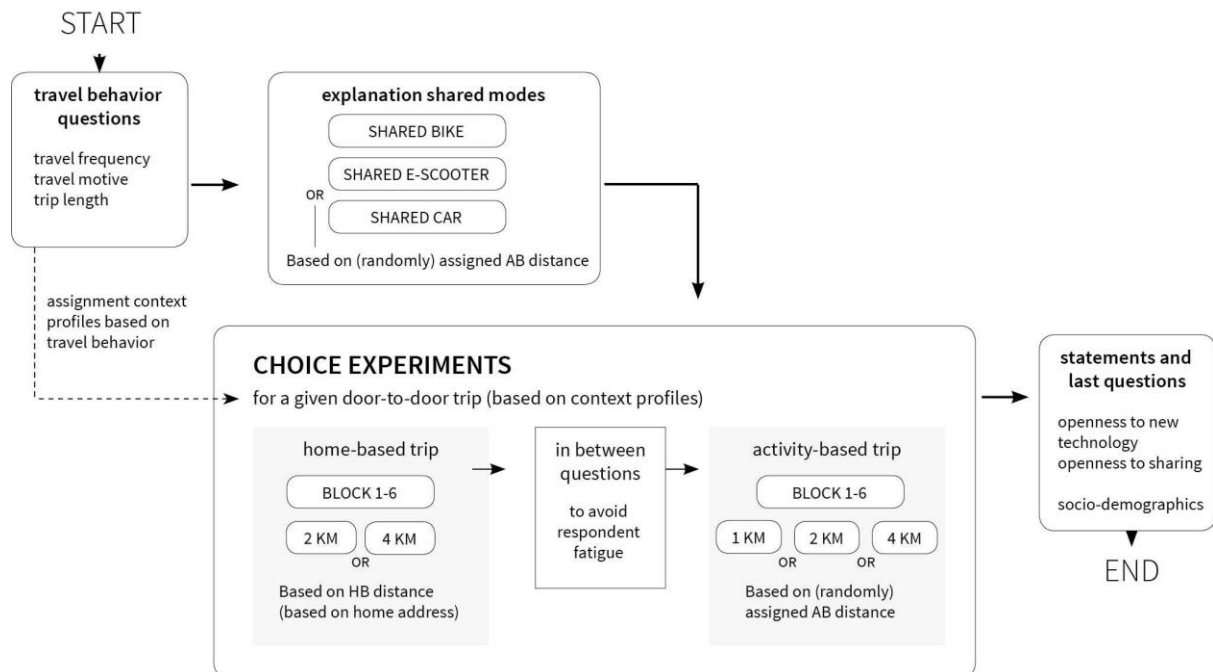 START
travel behavior
questions
travel frequency
travel motive
trip length
explanation shared modes
SHARED BIKE
SHARED E-SCOOTER
OR
SHARED CAR
Based on (randomly) assigned AB distance
assignment context
profiles based on
travel behavior
CHOICE EXPERIMENTS
for a given door-to-door trip (based on context profiles)
home-based trip
BLOCK 1-6
2 KM
4 KM
OR
Based on HB distance
(based on home address)
in between
questions
to avoid
respondent
fatigue
activity-based trip
BLOCK 1-6
1 KM
2 KM
4 KM
OR
OR
Based on (randomly)
assigned AB distance
statements and
last questions
openness to new
technology
openness to sharing
socio-demographics
END